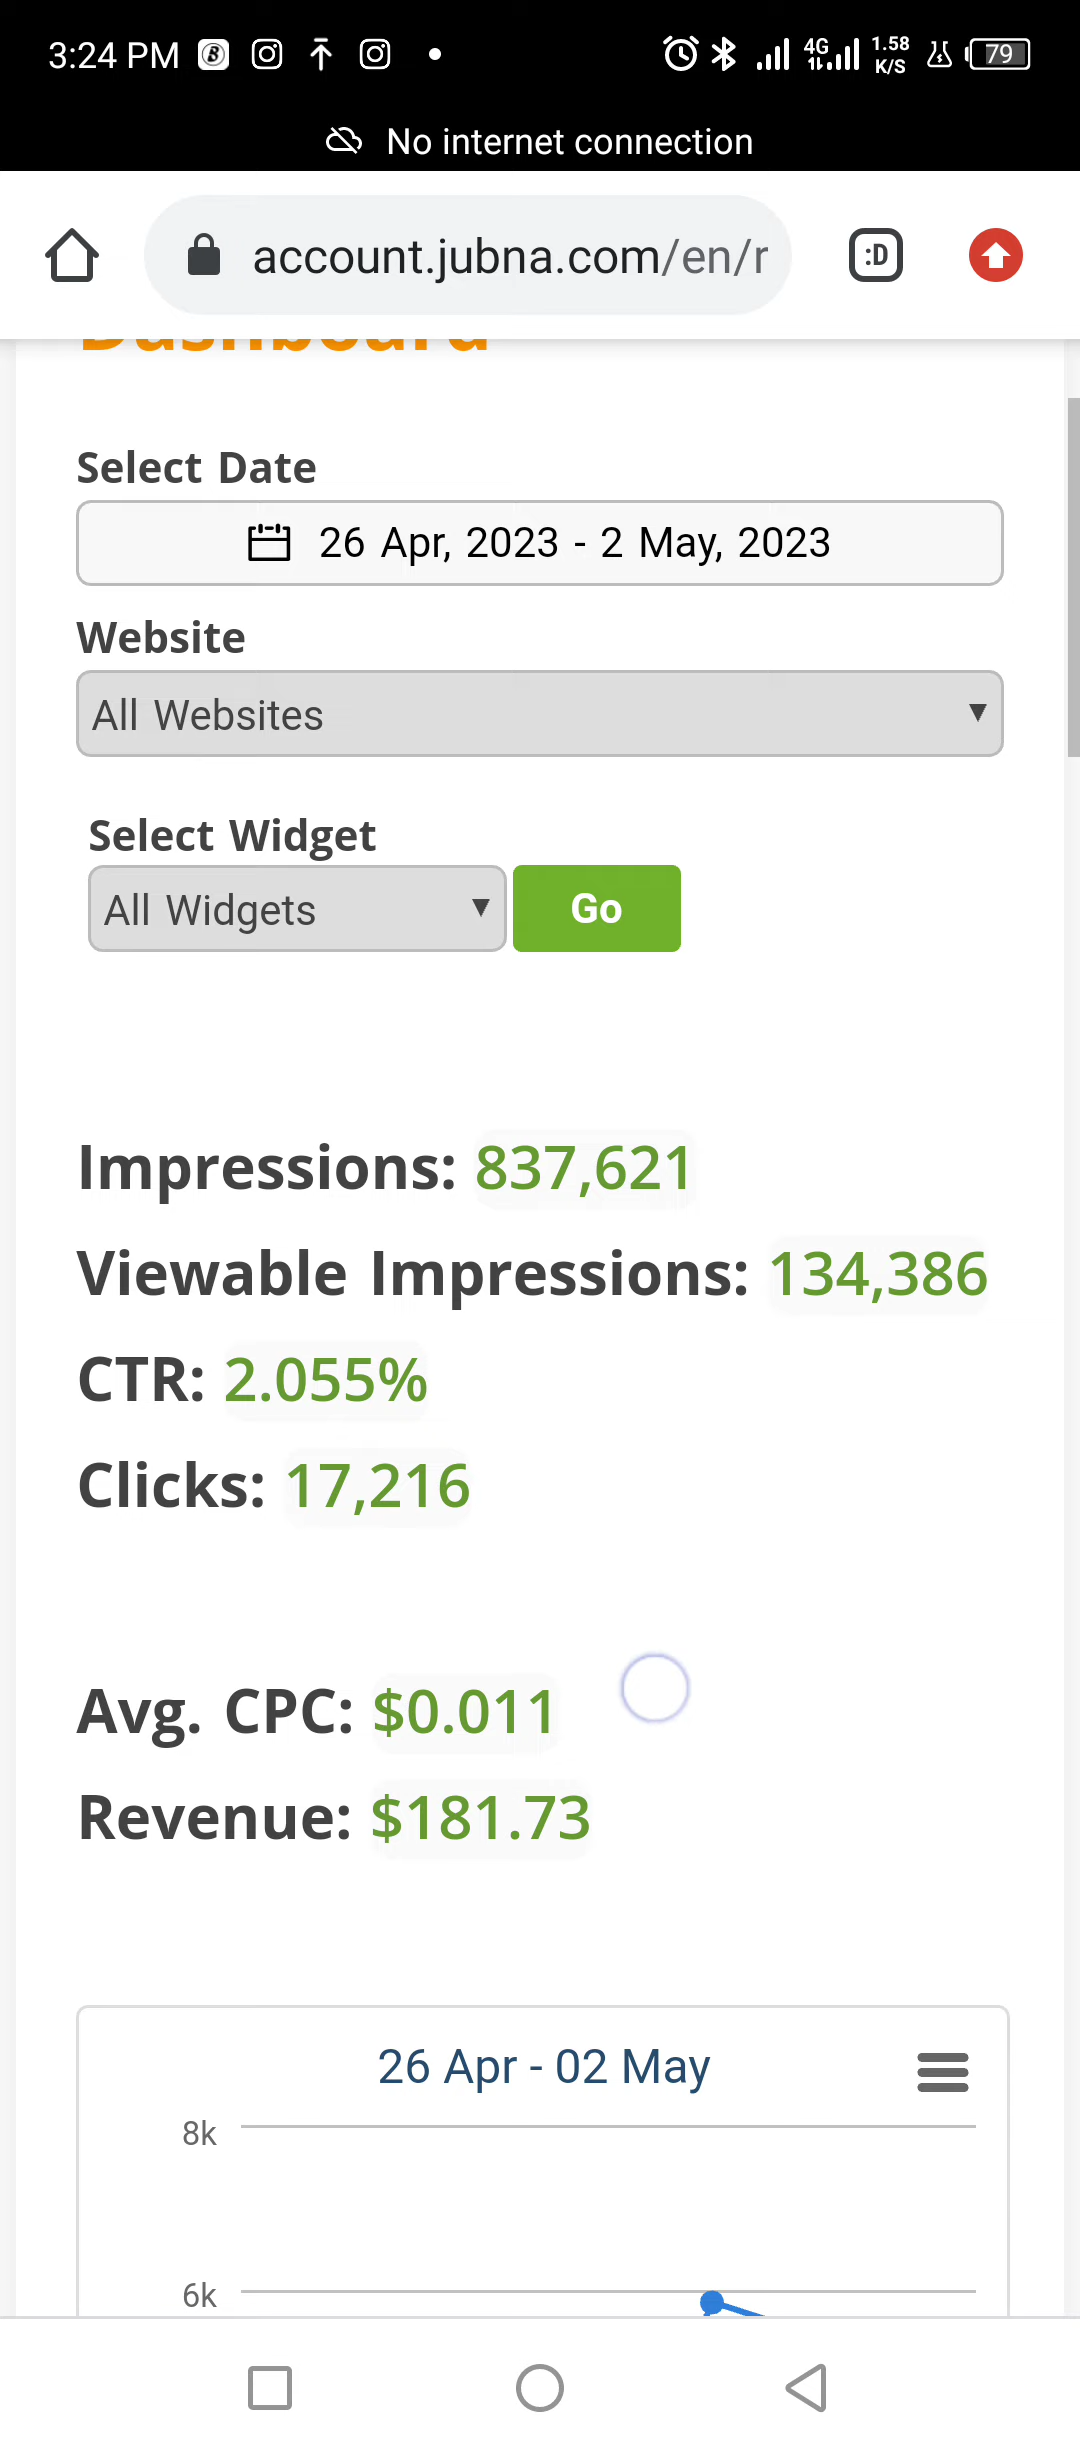 3:24 PM
4G 1.58 K/S 79
No internet connection
account.jubna.com/en/r
:D
Dashboard
Select Date
26 Apr, 2023 - 2 May, 2023
Website
All Websites
Select Widget
All Widgets
Go
Impressions: 837,621
Viewable Impressions: 134,386
CTR: 2.055%
Clicks: 17,216
Avg. CPC: $0.011
Revenue: $181.73
26 Apr - 02 May
8k
6k